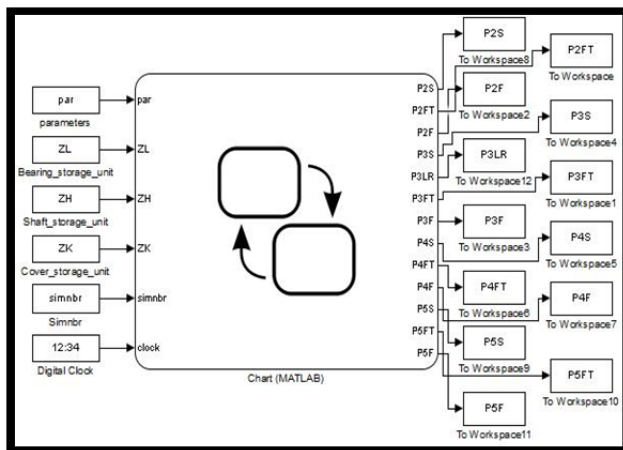 par
parameters
ZL
Bearing_storage_unit
ZH
Shaft_storage_unit
ZK
Cover_storage_unit
simnbr
Simnbr
12:34
Digital Clock
par
ZL
ZH
ZK
simnbr
clock
P2S
P2FT
P2F
P3S
P3LR
P3FT
P3F
P4S
P4FT
P4F
P5S
P5FT
P5F
Chart (MATLAB)
P2S
To Workspace8
P2FT
To Workspace
P2F
To Workspace2
P3S
To Workspace4
P3LR
To Workspace12
P3FT
To Workspace1
P3F
To Workspace3
P4S
To Workspace5
P4FT
To Workspace6
P4F
To Workspace7
P5S
To Workspace9
P5FT
To Workspace10
P5F
To Workspace11